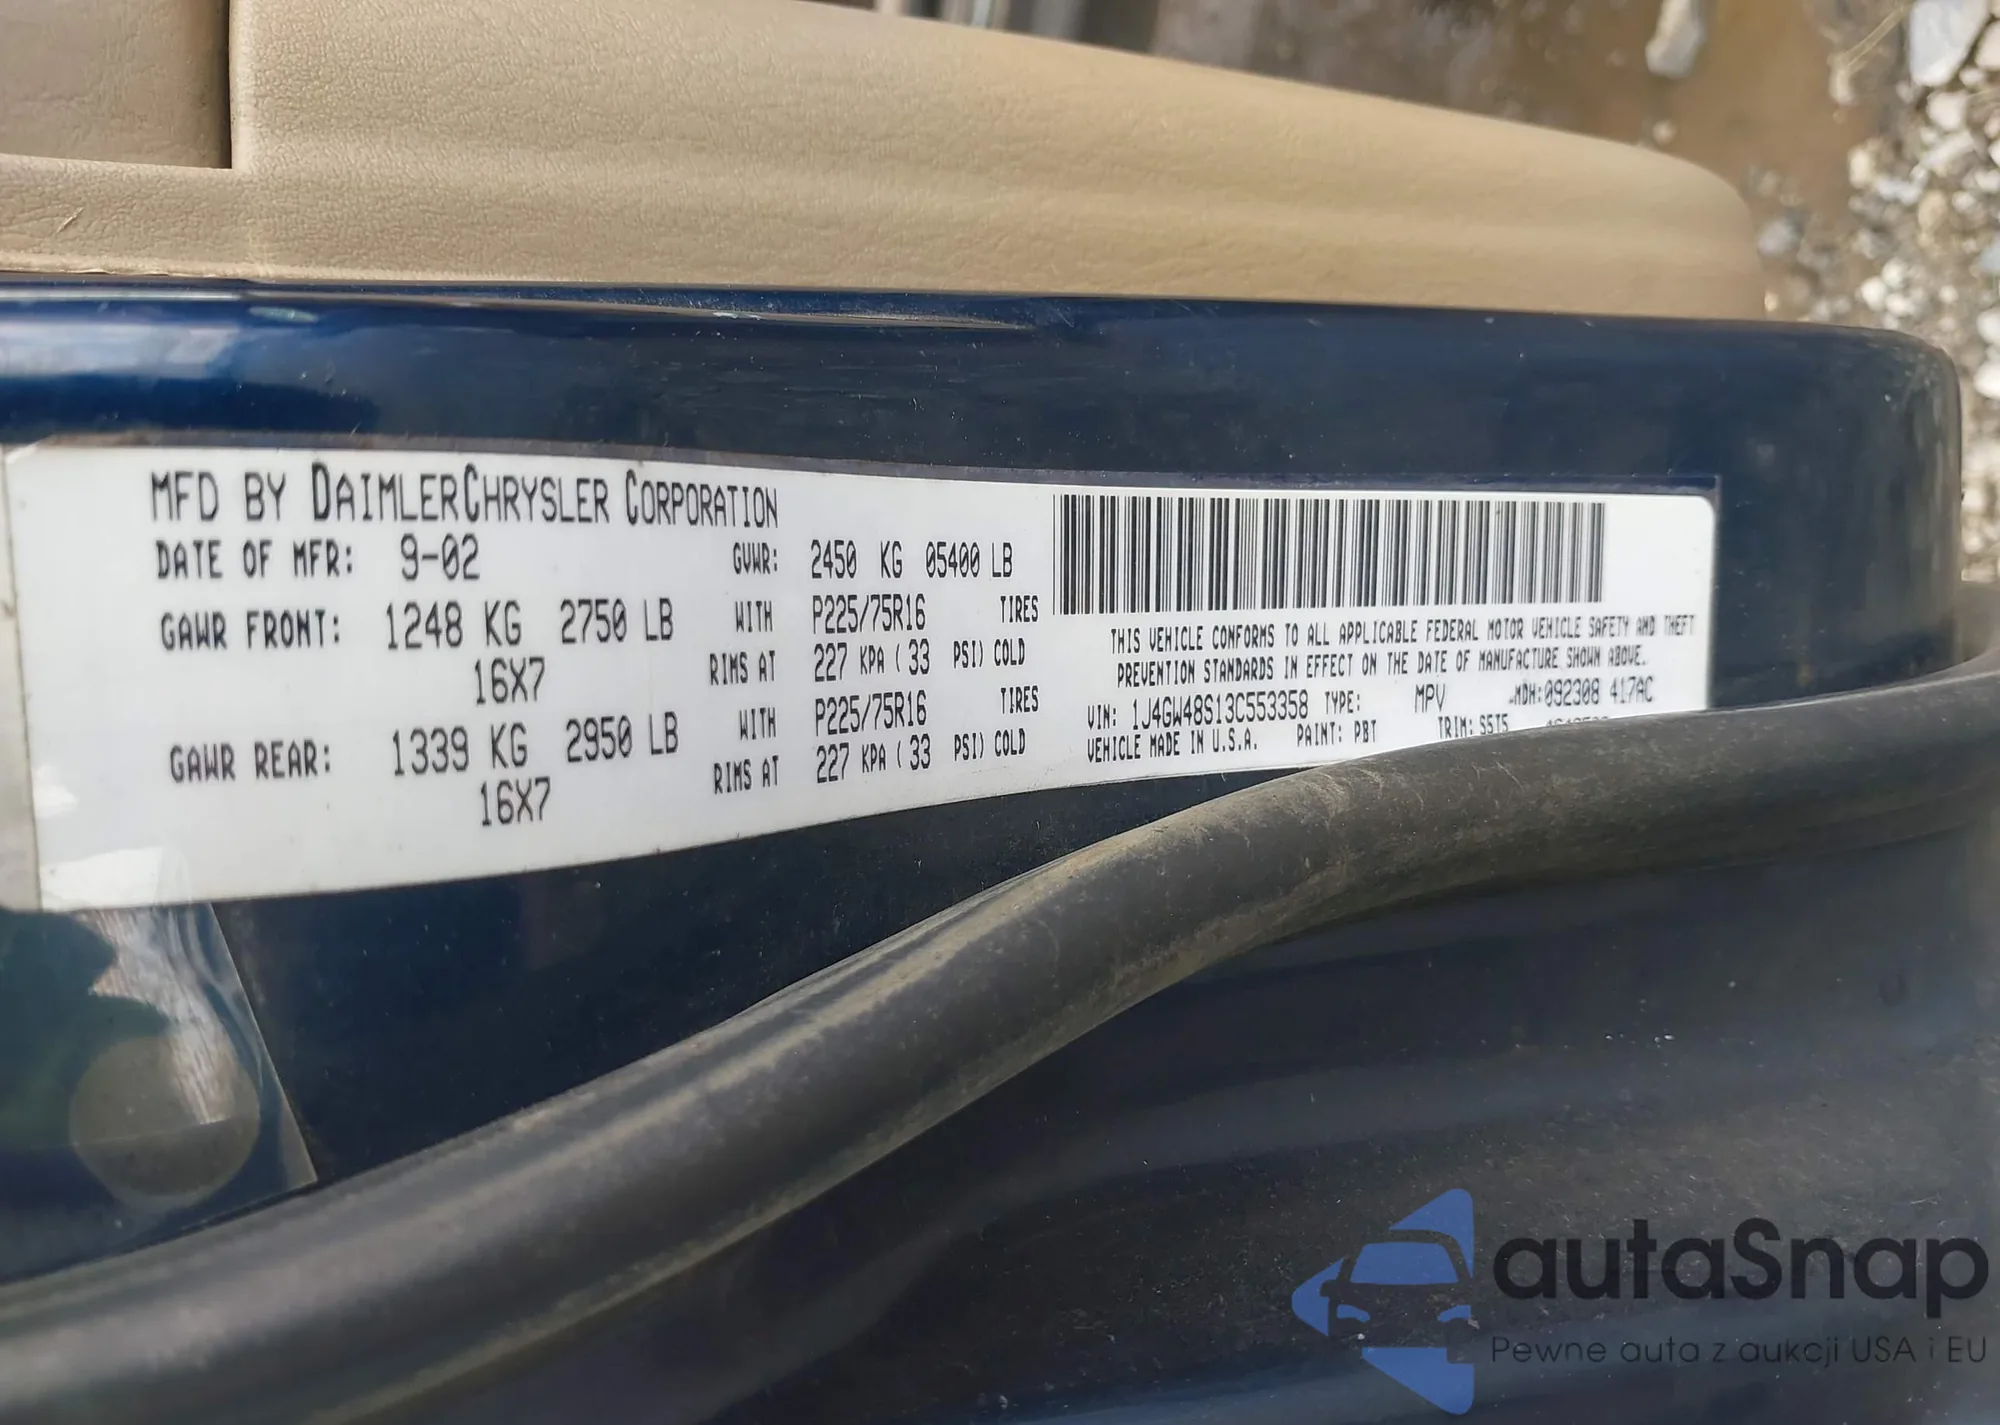 MFD BY DAIMLERCHRYSLER CORPORATION
DATE OF MFR: 9-02 GVWR: 2450 KG 05400 LB
GAWR FRONT: 1248 KG 2750 LB WITH P225/75R16 TIRES
16X7 RIMS AT 227 KPA ( 33 PSI) COLD
GAWR REAR: 1339 KG 2950 LB WITH P225/75R16 TIRES
16X7 RIMS AT 227 KPA ( 33 PSI) COLD
THIS VEHICLE CONFORMS TO ALL APPLICABLE FEDERAL MOTOR VEHICLE SAFETY AND THEFT
PREVENTION STANDARDS IN EFFECT ON THE DATE OF MANUFACTURE SHOWN ABOVE.
VIN: 1J4GW48S13C553358 TYPE: MPV MDH:092308 417AC
VEHICLE MADE IN U.S.A. PAINT: PBT TRIM: S5T5
autaSnap
Pewne auta z aukcji USA i EU